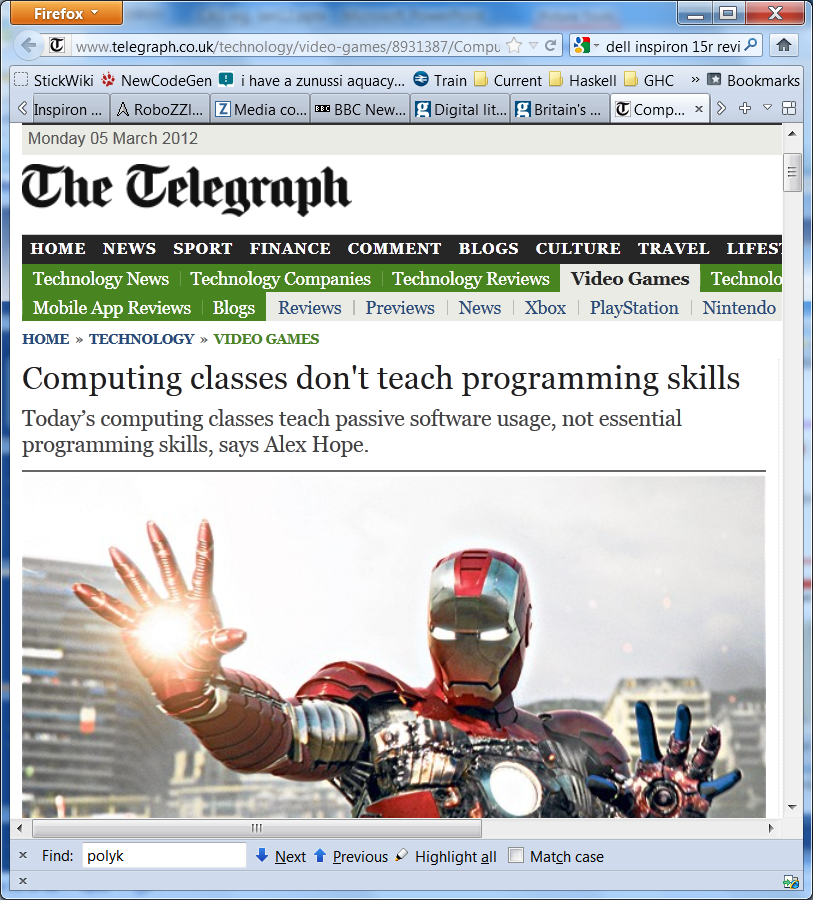 Firefox
www.telegraph.co.uk/technology/video-games/8931387/Compu
dell inspiron 15r revi
StickWiki NewCodeGen i have a zunussi aquacy... Train Current Haskell GHC » Bookmarks
Inspiron RoboZZl... Media co... BBC New... Digital lit... Britain's ... Comp...
Monday 05 March 2012
The Telegraph
HOME NEWS SPORT FINANCE COMMENT BLOGS CULTURE TRAVEL LIFEST
Technology News Technology Companies Technology Reviews Video Games Technolo
Mobile App Reviews Blogs Reviews Previews News Xbox PlayStation Nintendo
HOME » TECHNOLOGY » VIDEO GAMES
Computing classes don't teach programming skills
Today’s computing classes teach passive software usage, not essential
programming skills, says Alex Hope.
Find: polyk Next Previous Highlight all Match case